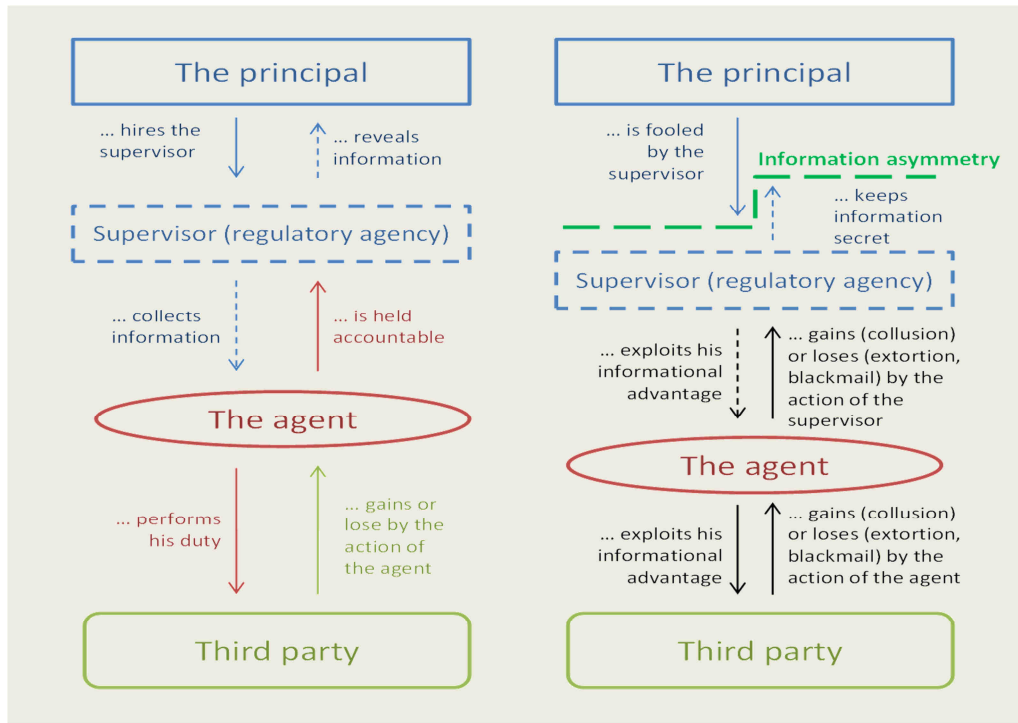 The principal
... hires the
supervisor
... reveals
information
Supervisor (regulatory agency)
... collects
information
... is held
accountable
The agent
... performs
his duty
... gains or
lose by the
action of
the agent
Third party
The principal
... is fooled
by the
supervisor
Information asymmetry
... keeps
information
secret
Supervisor (regulatory agency)
... exploits his
informational
advantage
... gains (collusion)
or loses (extortion,
blackmail) by the
action of the
supervisor
The agent
... exploits his
informational
advantage
... gains (collusion)
or loses (extortion,
blackmail) by the
action of the agent
Third party